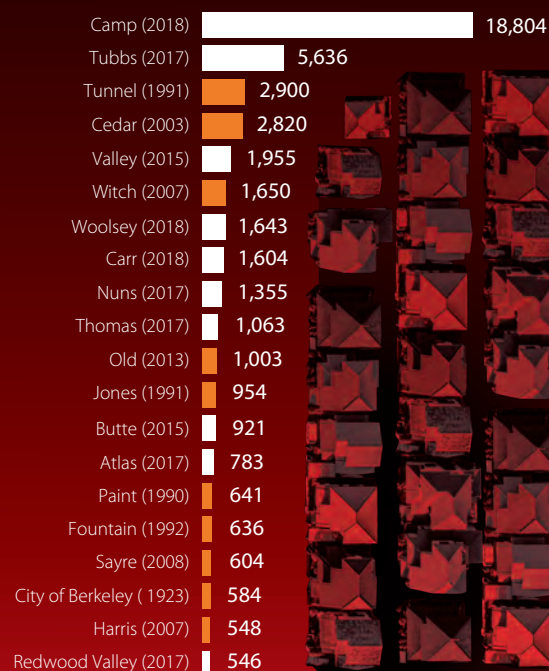 Camp (2018) 18,804
Tubbs (2017) 5,636
Tunnel (1991) 2,900
Cedar (2003) 2,820
Valley (2015) 1,955
Witch (2007) 1,650
Woolsey (2018) 1,643
Carr (2018) 1,604
Nuns (2017) 1,355
Thomas (2017) 1,063
Old (2013) 1,003
Jones (1991) 954
Butte (2015) 921
Atlas (2017) 783
Paint (1990) 641
Fountain (1992) 636
Sayre (2008) 604
City of Berkeley ( 1923) 584
Harris (2007) 548
Redwood Valley (2017) 546